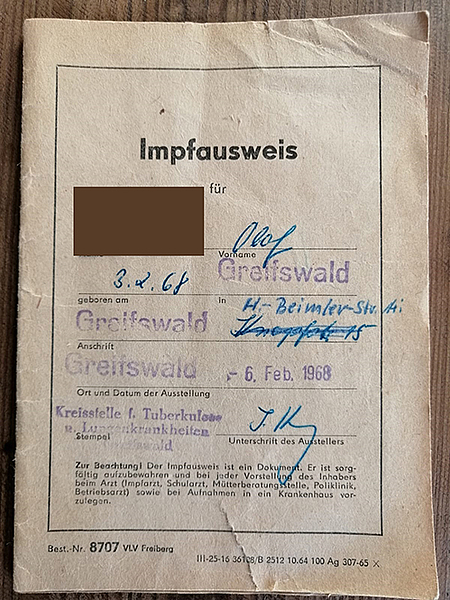 Impfausweis
für
Olaf
Vorname
3.2.68 Greifswald
geboren am in
Greifswald H.-Beimler-Str.
15
Anschrift
Greifswald - 6. Feb. 1968
Ort und Datum der Ausstellung
Kreisstelle f. Tuberkulose
u. Lungenkrankheiten
Greifswald
Stempel Unterschrift des Ausstellers
Zur Beachtung! Der Impfausweis ist ein Dokument. Er ist sorg-
fältig aufzubewahren und bei jeder Vorstellung des Inhabers
beim Arzt (Impfarzt, Schularzt, Mütterberatungsstelle, Poliklinik,
Betriebsarzt) sowie bei Aufnahmen in ein Krankenhaus vor-
zulegen.
Best.-Nr. 8707 VLV Freiberg
III-25-16 36128/B 2512 10.64 100 Ag 307-65 X